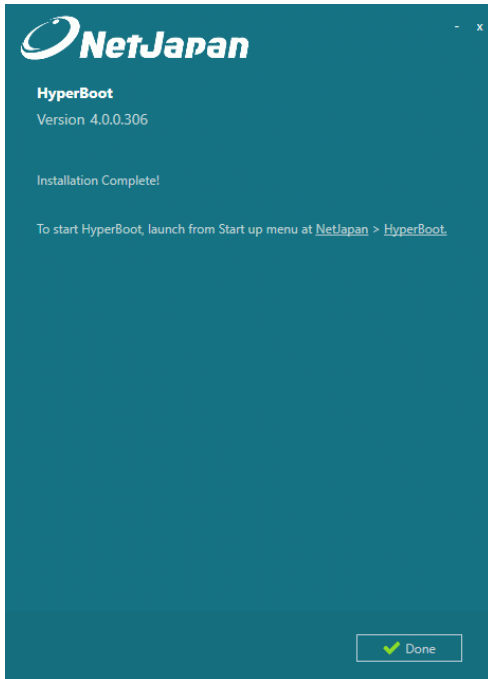 NetJapan
- x
HyperBoot
Version 4.0.0.306
Installation Complete!
To start HyperBoot, launch from Start up menu at NetJapan > HyperBoot.
Done